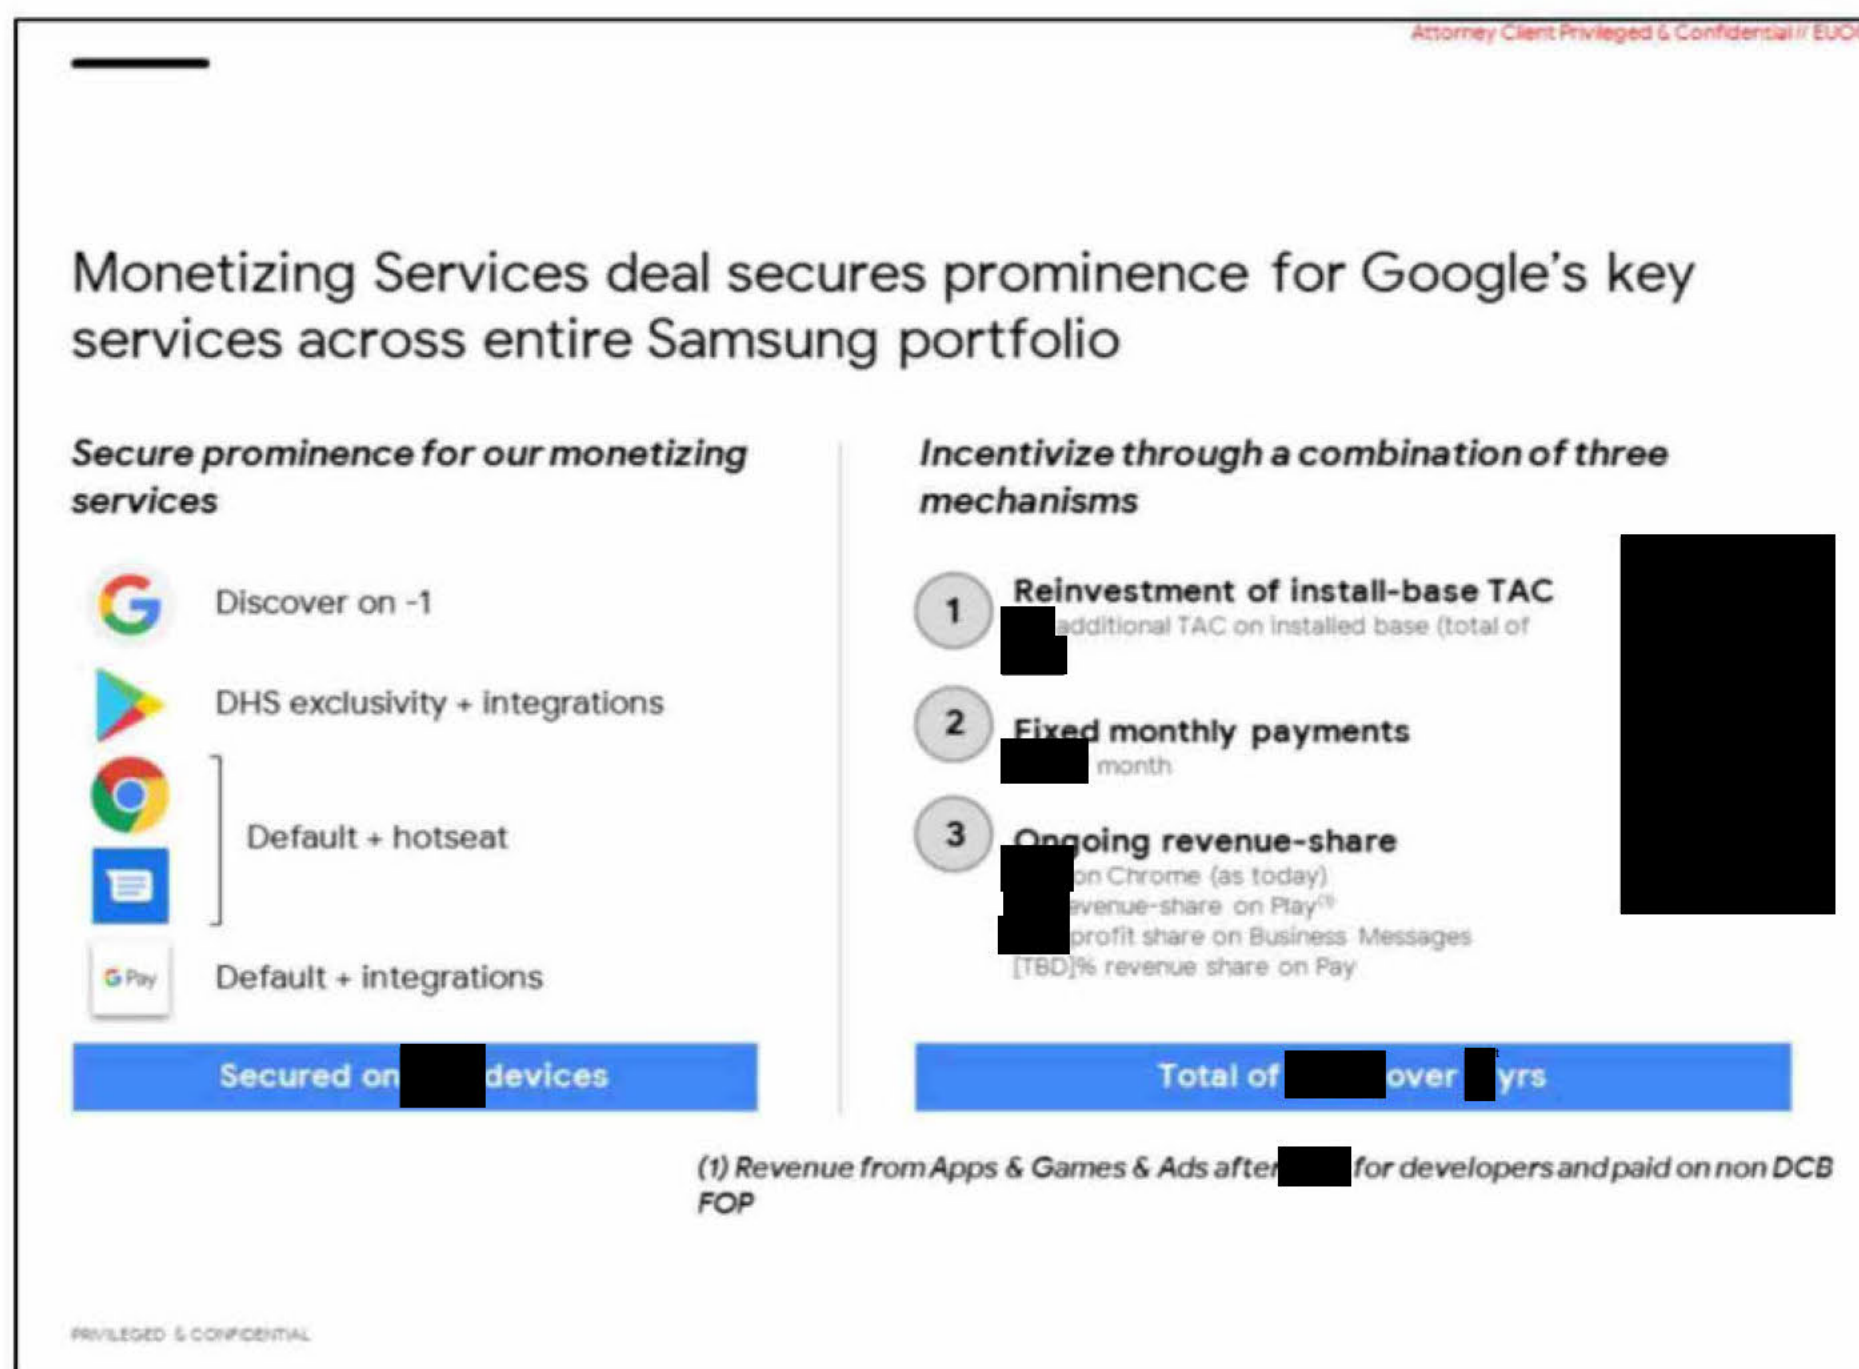 Attorney Client Privileged & Confidential // EUO
Monetizing Services deal secures prominence for Google's key
services across entire Samsung portfolio
Secure prominence for our monetizing
services
Discover on -1
DHS exclusivity + integrations
Default + hotseat
G Pay
Default + integrations
Secured on devices
Incentivize through a combination of three
mechanisms
1
Reinvestment of install-base TAC
additional TAC on installed base (total of
2
Fixed monthly payments
month
3
Ongoing revenue-share
on Chrome (as today)
evenue-share on Play(1)
profit share on Business Messages
[TBD]% revenue share on Pay
Total of over yrs
(1) Revenue from Apps & Games & Ads after for developers and paid on non DCB
FOP
PRIVILEGED & CONFIDENTIAL